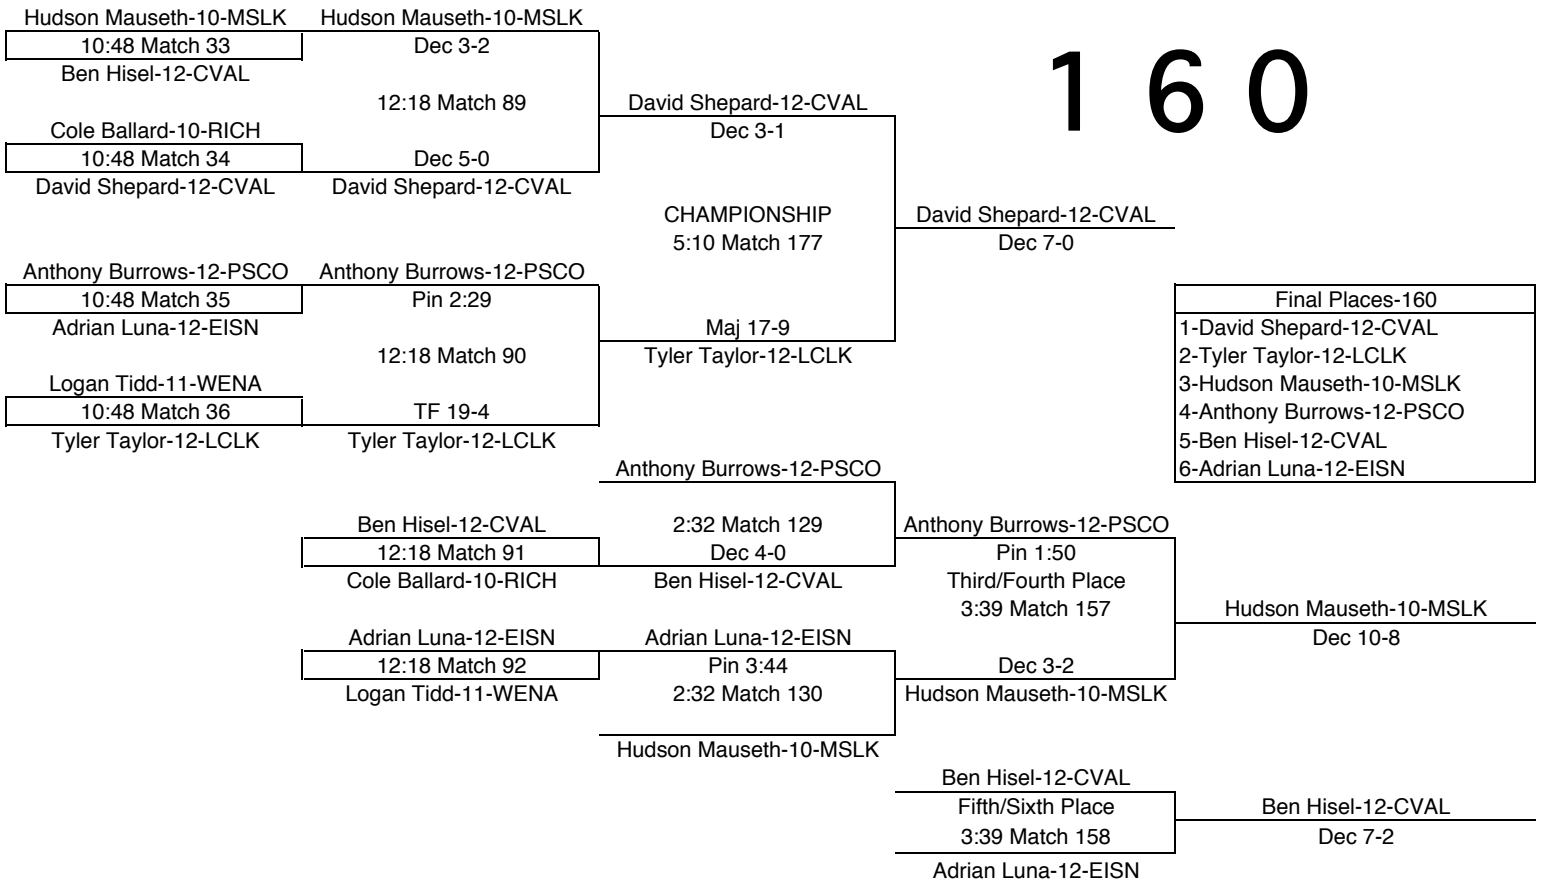 Hudson Mauseth-10-MSLK
10:48 Match 33
Ben Hisel-12-CVAL
Cole Ballard-10-RICH
10:48 Match 34
David Shepard-12-CVAL
Anthony Burrows-12-PSCO
10:48 Match 35
Adrian Luna-12-EISN
Logan Tidd-11-WENA
10:48 Match 36
Tyler Taylor-12-LCLK
Hudson Mauseth-10-MSLK
Dec 3-2
12:18 Match 89
Dec 5-0
David Shepard-12-CVAL
Anthony Burrows-12-PSCO
Pin 2:29
12:18 Match 90
TF 19-4
Tyler Taylor-12-LCLK
Ben Hisel-12-CVAL
12:18 Match 91
Cole Ballard-10-RICH
Adrian Luna-12-EISN
12:18 Match 92
Logan Tidd-11-WENA
David Shepard-12-CVAL
Dec 3-1
CHAMPIONSHIP
5:10 Match 177
Maj 17-9
Tyler Taylor-12-LCLK
Anthony Burrows-12-PSCO
2:32 Match 129
Dec 4-0
Ben Hisel-12-CVAL
Adrian Luna-12-EISN
Pin 3:44
2:32 Match 130
Hudson Mauseth-10-MSLK
160
David Shepard-12-CVAL
Dec 7-0
Anthony Burrows-12-PSCO
Pin 1:50
Third/Fourth Place
3:39 Match 157
Dec 3-2
Hudson Mauseth-10-MSLK
Ben Hisel-12-CVAL
Fifth/Sixth Place
3:39 Match 158
Adrian Luna-12-EISN
Final Places-160
1-David Shepard-12-CVAL
2-Tyler Taylor-12-LCLK
3-Hudson Mauseth-10-MSLK
4-Anthony Burrows-12-PSCO
5-Ben Hisel-12-CVAL
6-Adrian Luna-12-EISN
Hudson Mauseth-10-MSLK
Dec 10-8
Ben Hisel-12-CVAL
Dec 7-2